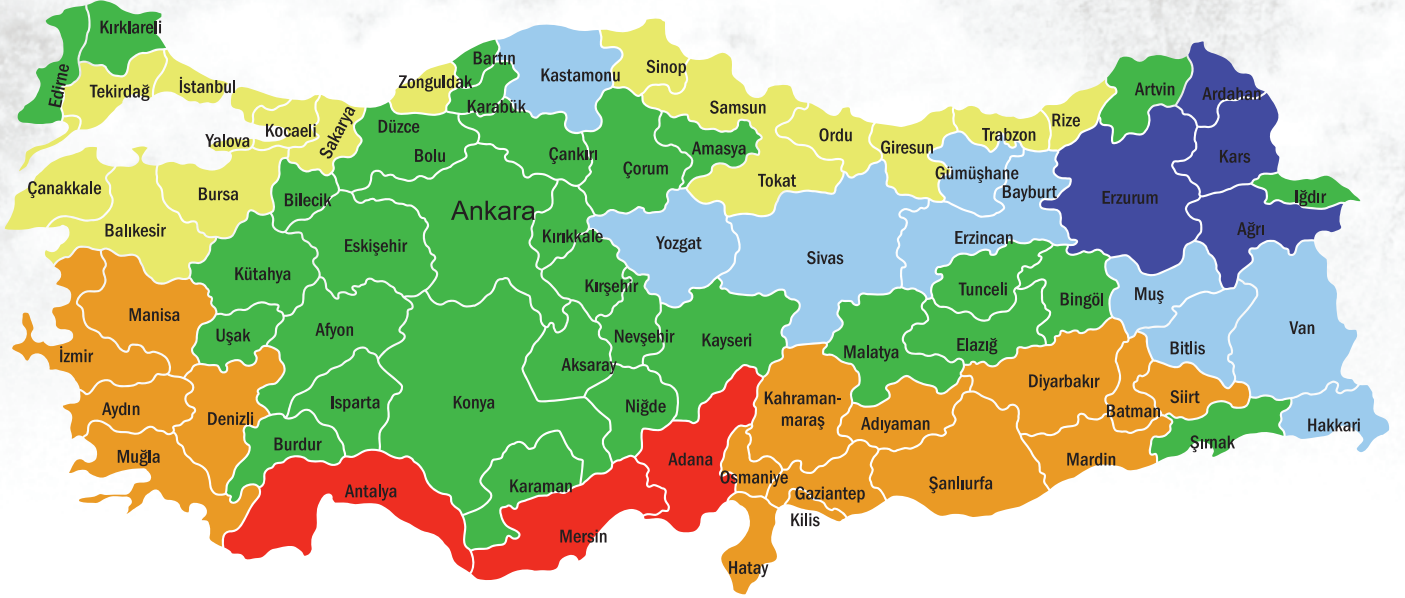 Kırklareli
Edirne
Tekirdağ
İstanbul
Yalova
Kocaeli
Sakarya
Zonguldak
Bartın
Karabük
Kastamonu
Sinop
Samsun
Ordu
Giresun
Trabzon
Rize
Artvin
Ardahan
Kars
Iğdır
Ağrı
Erzurum
Bayburt
Gümüşhane
Düzce
Bolu
Çankırı
Çorum
Amasya
Tokat
Çanakkale
Balıkesir
Bursa
Bilecik
Eskişehir
Ankara
Kırıkkale
Kırşehir
Yozgat
Sivas
Erzincan
Kütahya
Tunceli
Bingöl
Muş
Van
Bitlis
Manisa
Uşak
Afyon
Nevşehir
Kayseri
Malatya
Elazığ
İzmir
Aksaray
Aydın
Denizli
Isparta
Konya
Niğde
Kahraman-
maraş
Adıyaman
Diyarbakır
Batman
Siirt
Şırnak
Hakkari
Muğla
Burdur
Antalya
Karaman
Mersin
Adana
Osmaniye
Gaziantep
Kilis
Şanlıurfa
Mardin
Hatay